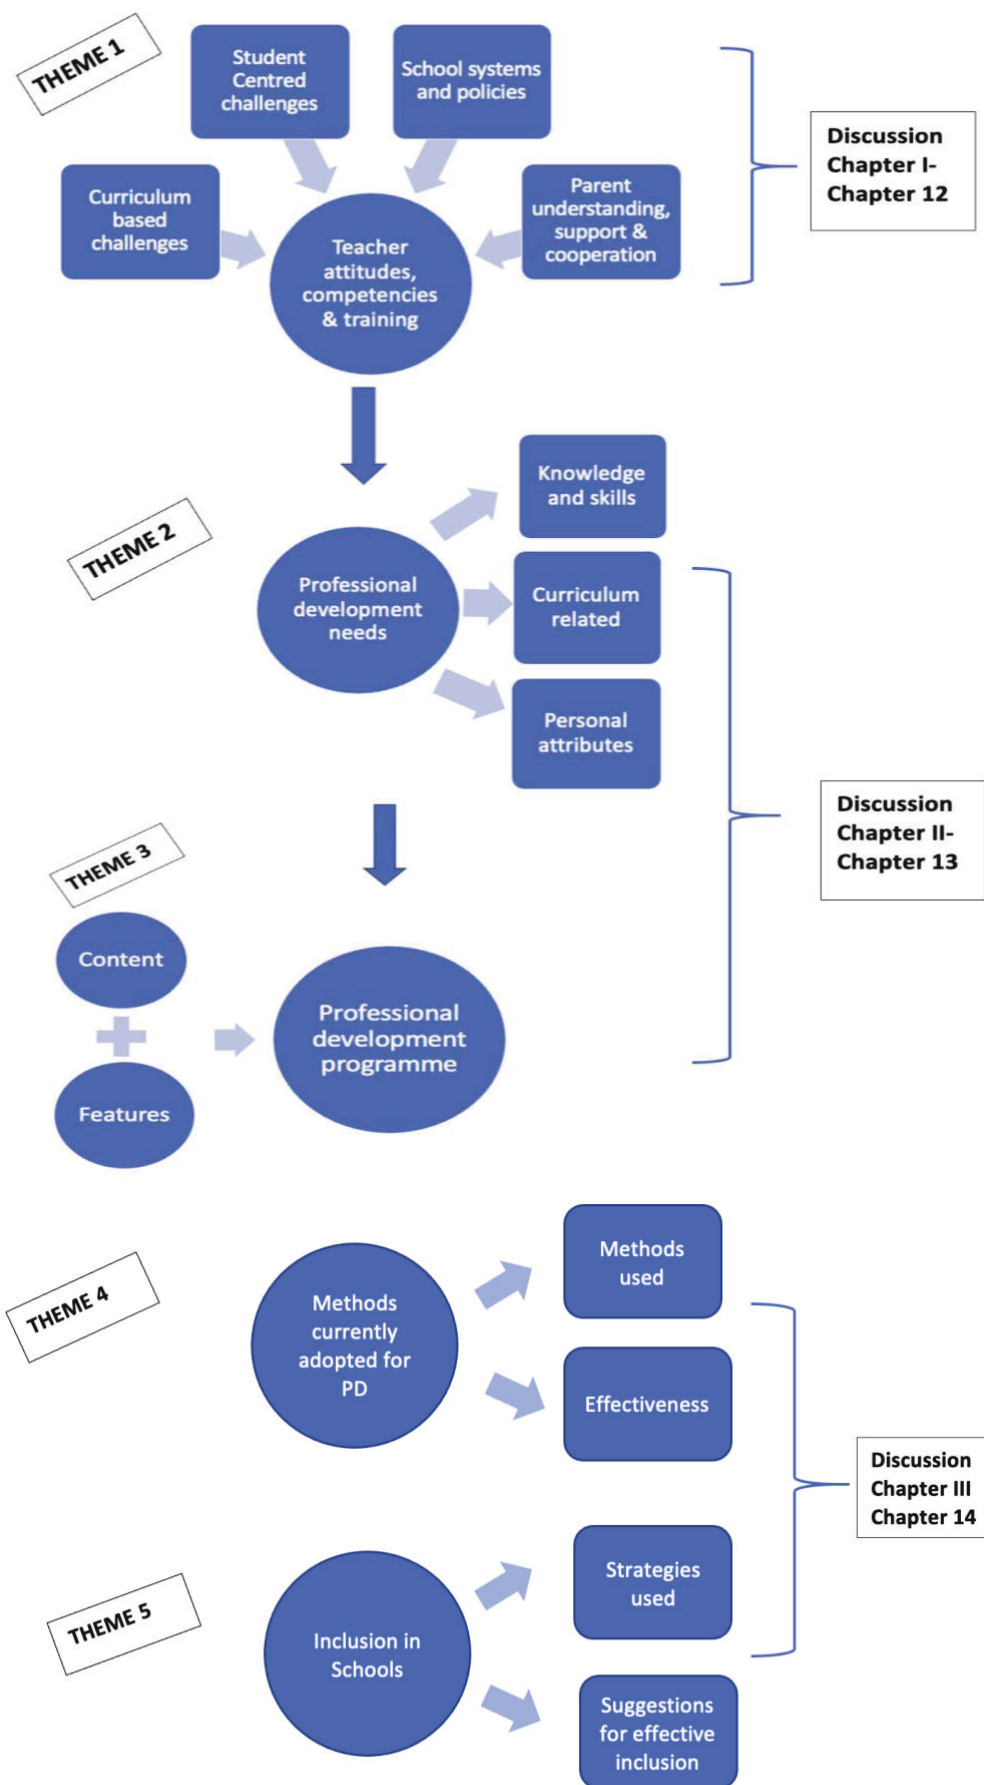 THEME 1
Student
Centred
challenges
School systems
and policies
Curriculum
based
challenges
Parent
understanding,
support &
cooperation
Teacher
attitudes,
competencies
& training
Discussion
Chapter I-
Chapter 12
THEME 2
Professional
development
needs
Knowledge
and skills
Curriculum
related
Personal
attributes
Discussion
Chapter II-
Chapter 13
THEME 3
Content
Features
Professional
development
programme
THEME 4
Methods
currently
adopted for
PD
Methods
used
Effectiveness
Discussion
Chapter III
Chapter 14
THEME 5
Inclusion in
Schools
Strategies
used
Suggestions
for effective
inclusion